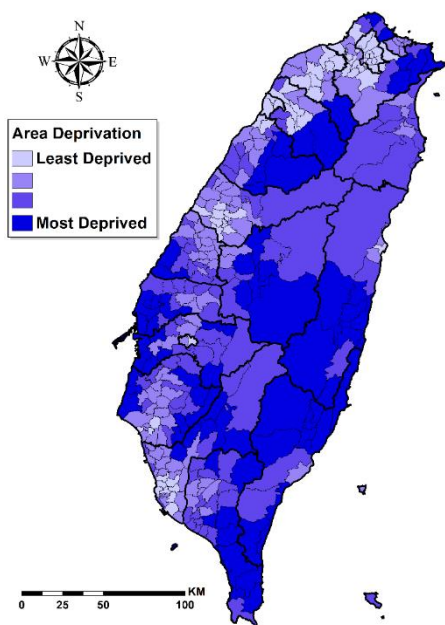 N
W E
S
Area Deprivation
Least Deprived
Most Deprived
KM
0 25 50 100